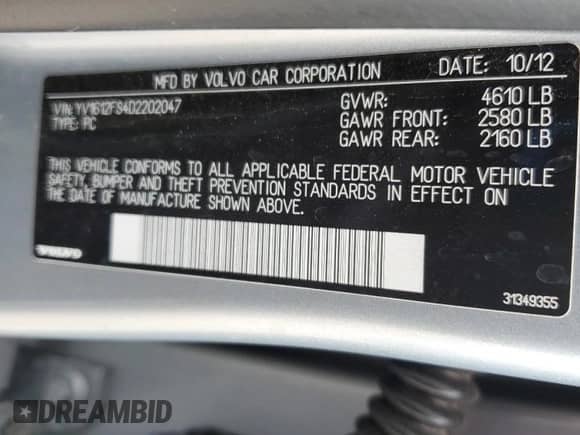 MFD BY VOLVO CAR CORPORATION DATE: 10/12
VIN: YV1612FS4D2202047
TYPE: PC
GVWR: 4610 LB
GAWR FRONT: 2580 LB
GAWR REAR: 2160 LB
THIS VEHICLE CONFORMS TO ALL APPLICABLE FEDERAL MOTOR VEHICLE
SAFETY, BUMPER AND THEFT PREVENTION STANDARDS IN EFFECT ON
THE DATE OF MANUFACTURE SHOWN ABOVE.
VOLVO
31349355
DREAMBID